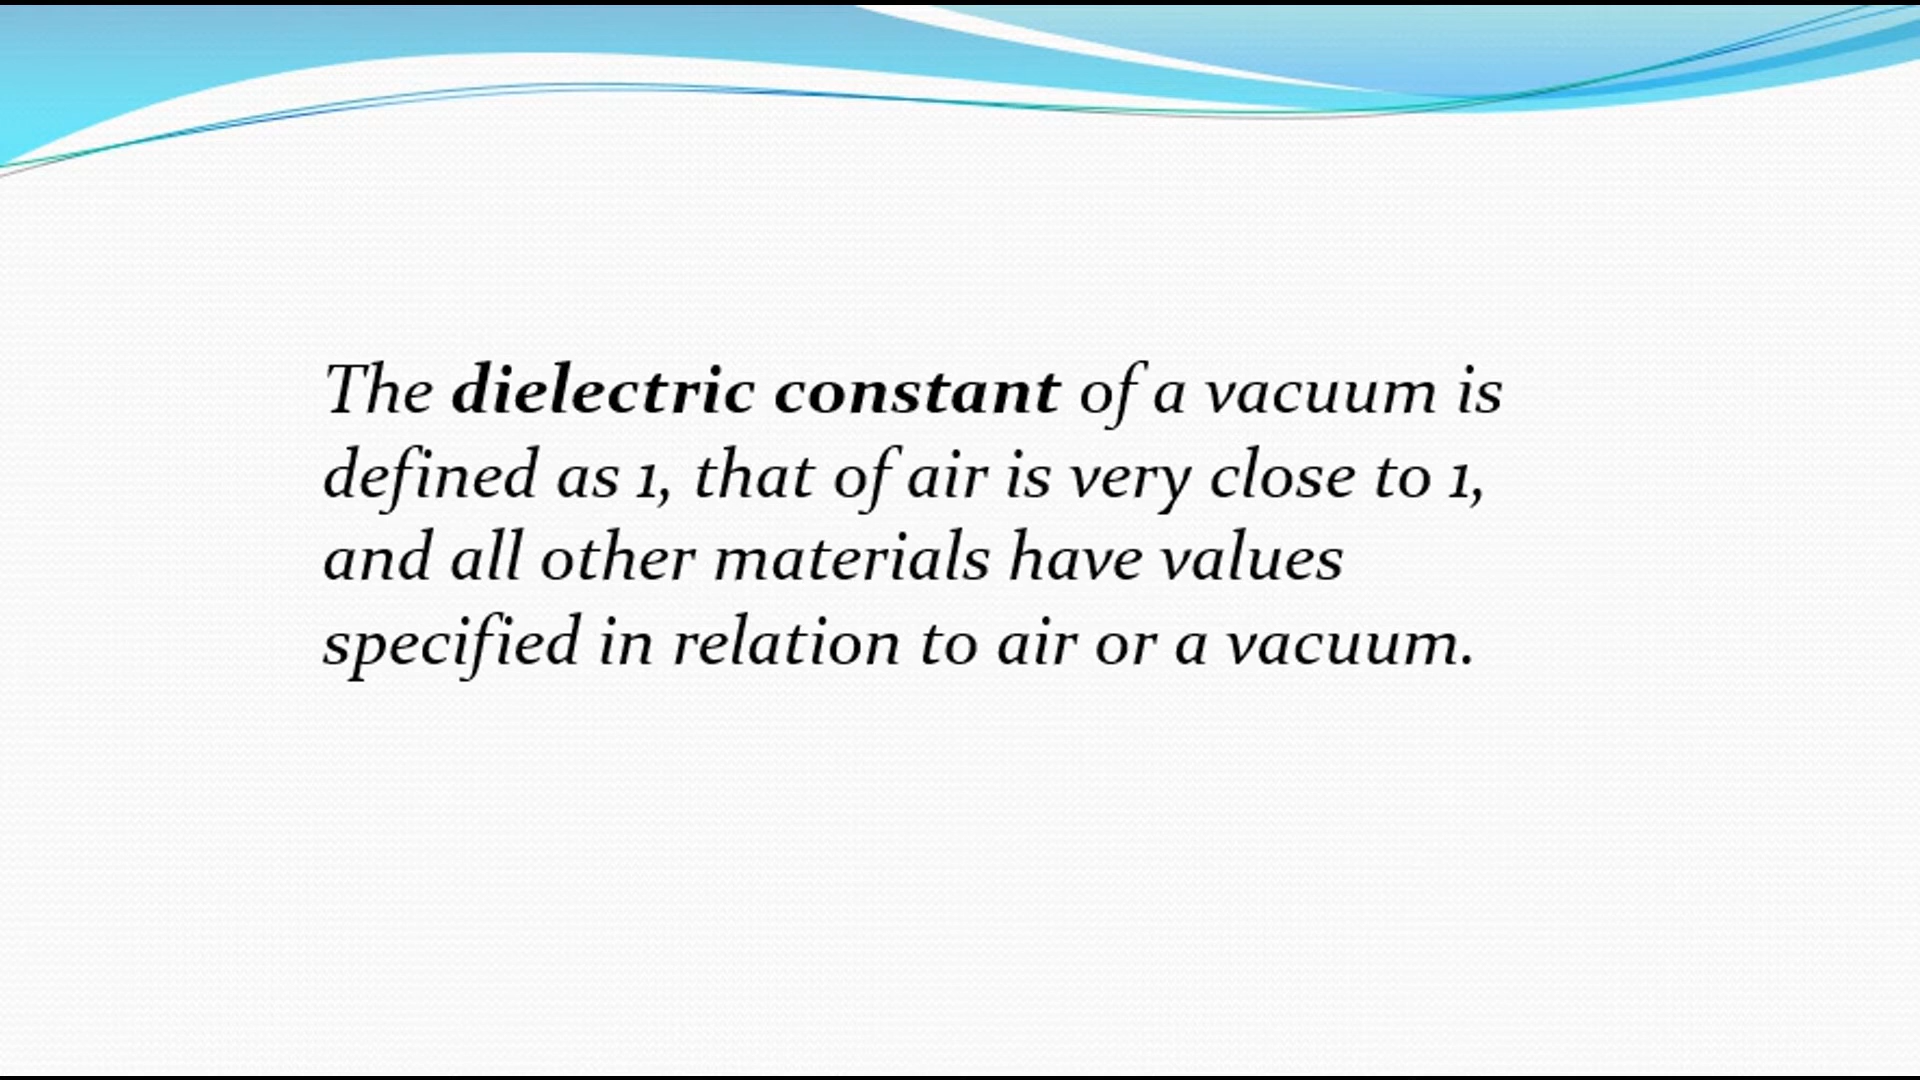 The dielectric constant of a vacuum is
defined as 1, that of air is very close to 1,
and all other materials have values
specified in relation to air or a vacuum.